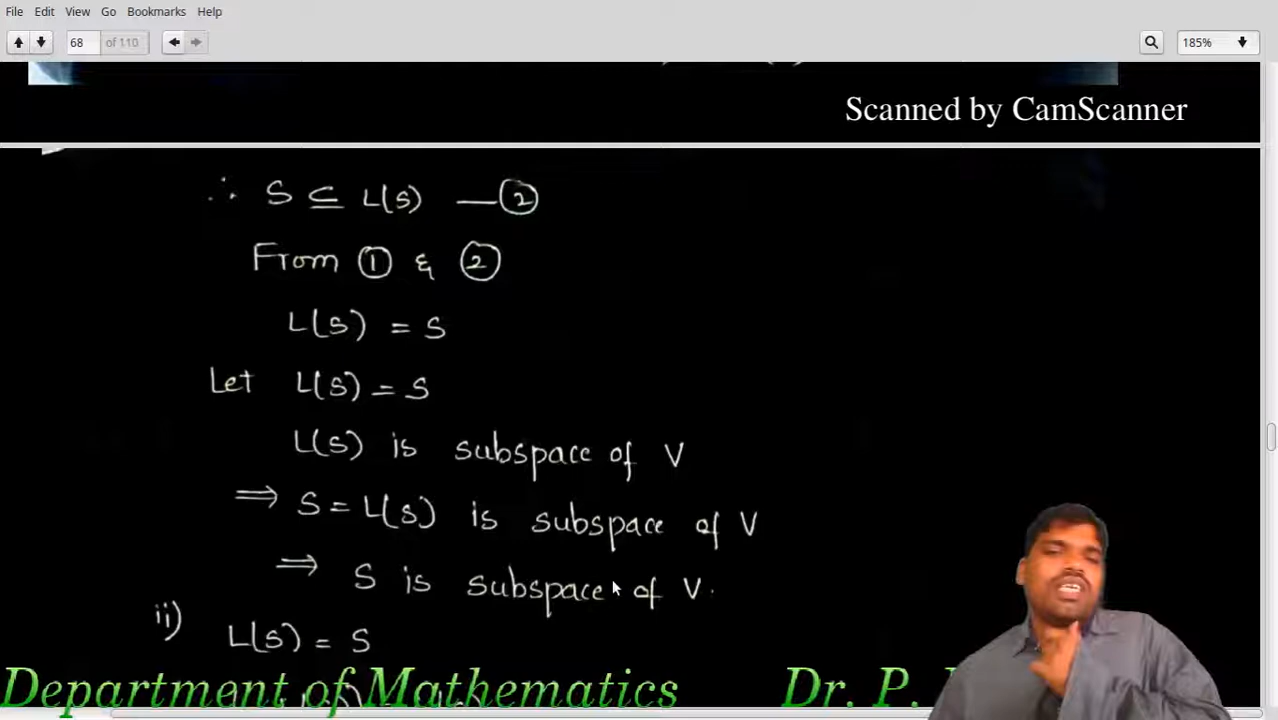 File Edit View Go Bookmarks Help
68 of 110 185%
Scanned by CamScanner
∴ S ⊆ L(S) — ②
From ① & ②
L(S) = S
Let L(S) = S
L(S) is subspace of V
⟹ S = L(S) is subspace of V
⟹ S is subspace of V.
ii) L(S) = S
Department of Mathematics Dr. P.